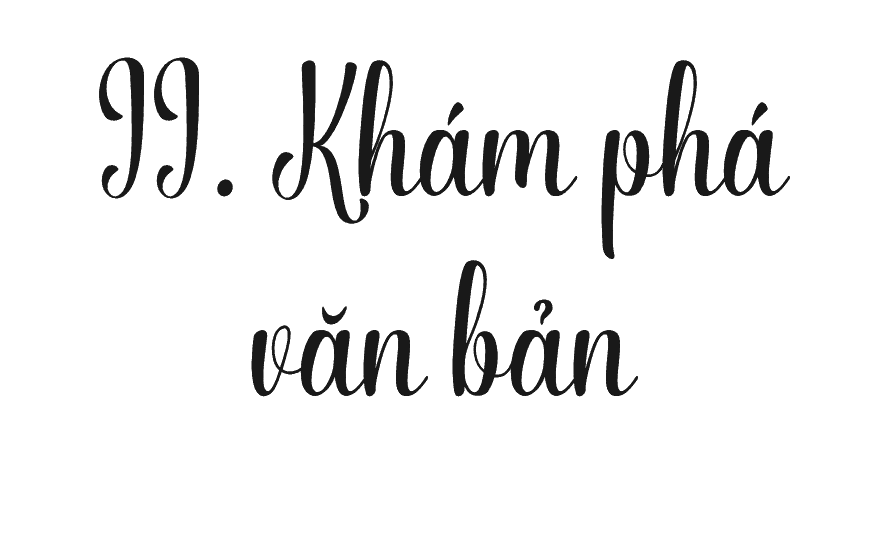 II. Khám phá
văn bản